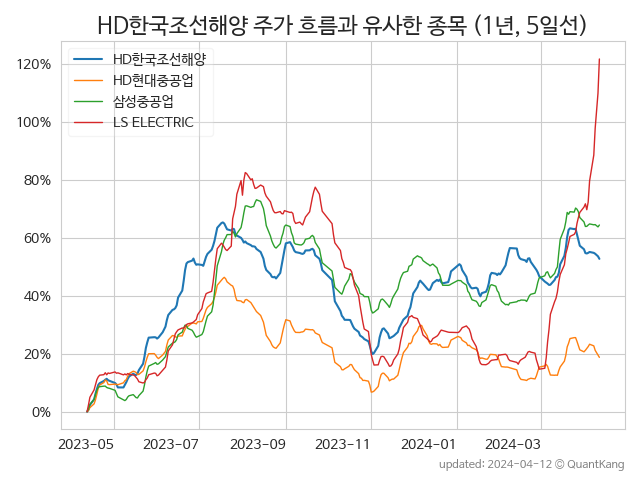 HD한국조선해양 주가 흐름과 유사한 종목 (1년, 5일선)
HD한국조선해양
HD현대중공업
삼성중공업
LS ELECTRIC
120%
100%
80%
60%
40%
20%
0%
2023-05 2023-07 2023-09 2023-11 2024-01 2024-03
updated: 2024-04-12 © QuantKang